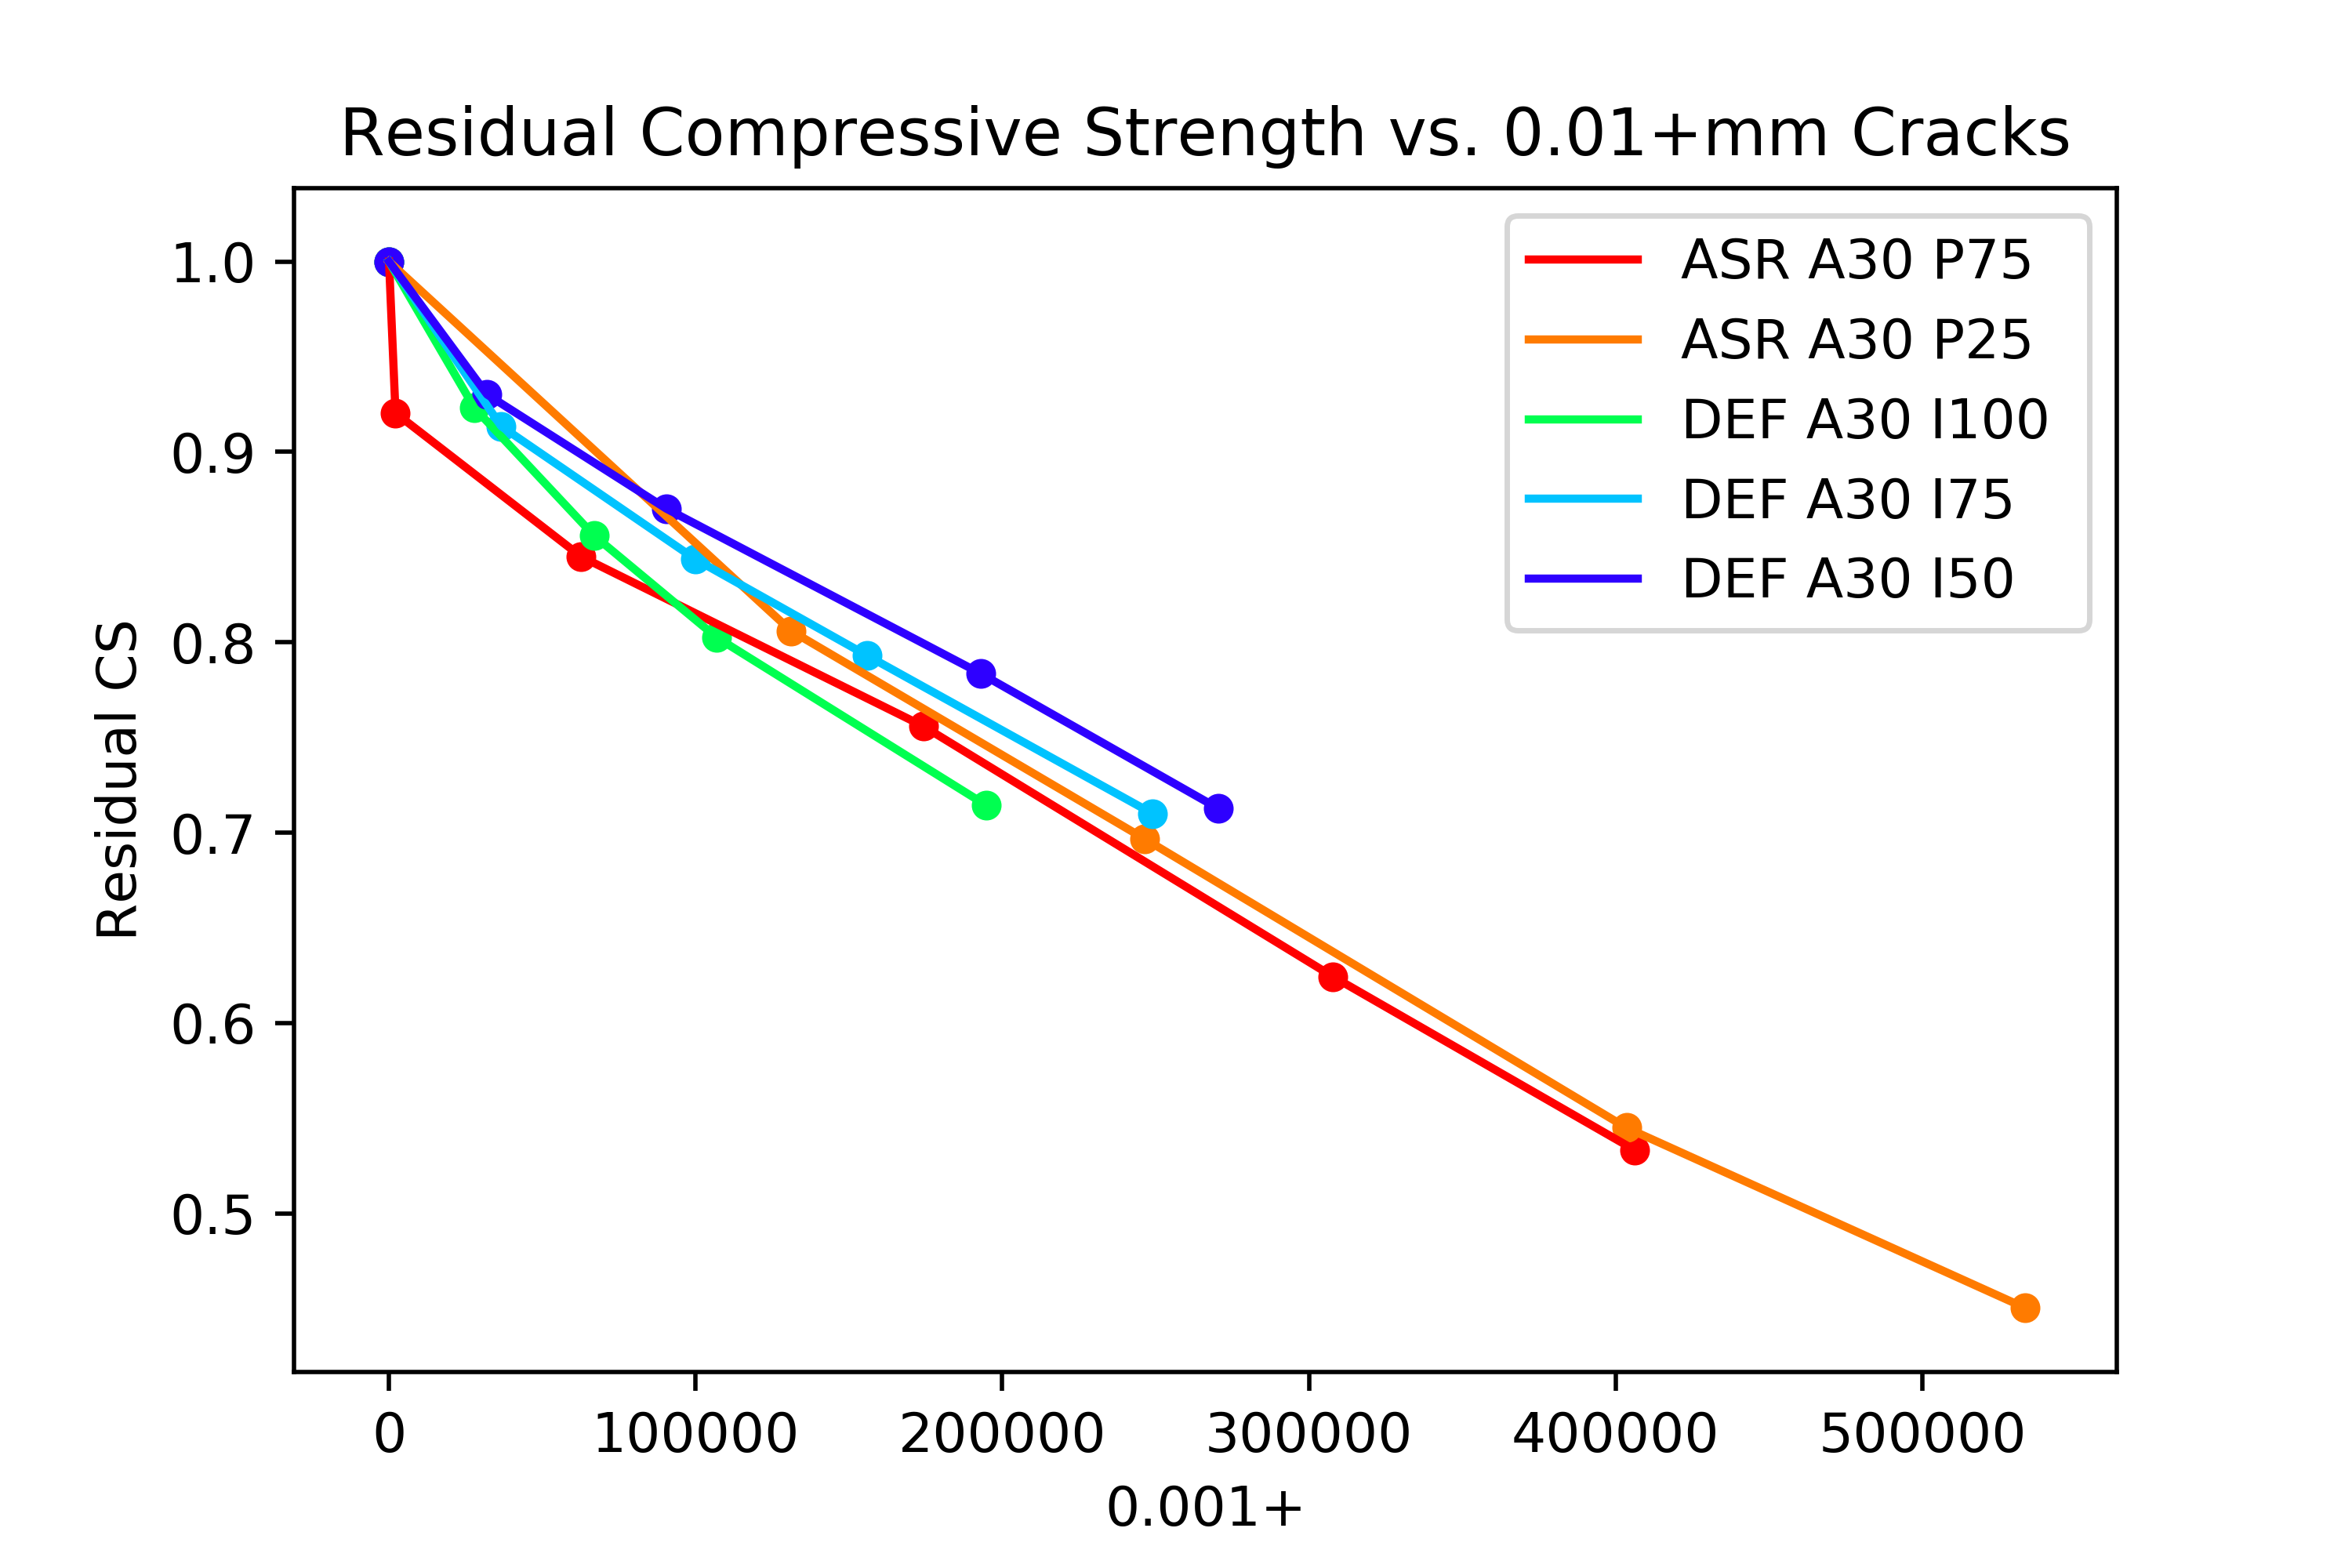 Residual Compressive Strength vs. 0.01+mm Cracks
ASR A30 P75
ASR A30 P25
DEF A30 I100
DEF A30 I75
DEF A30 I50
Residual CS
1.0
0.9
0.8
0.7
0.6
0.5
0 100000 200000 300000 400000 500000
0.001+